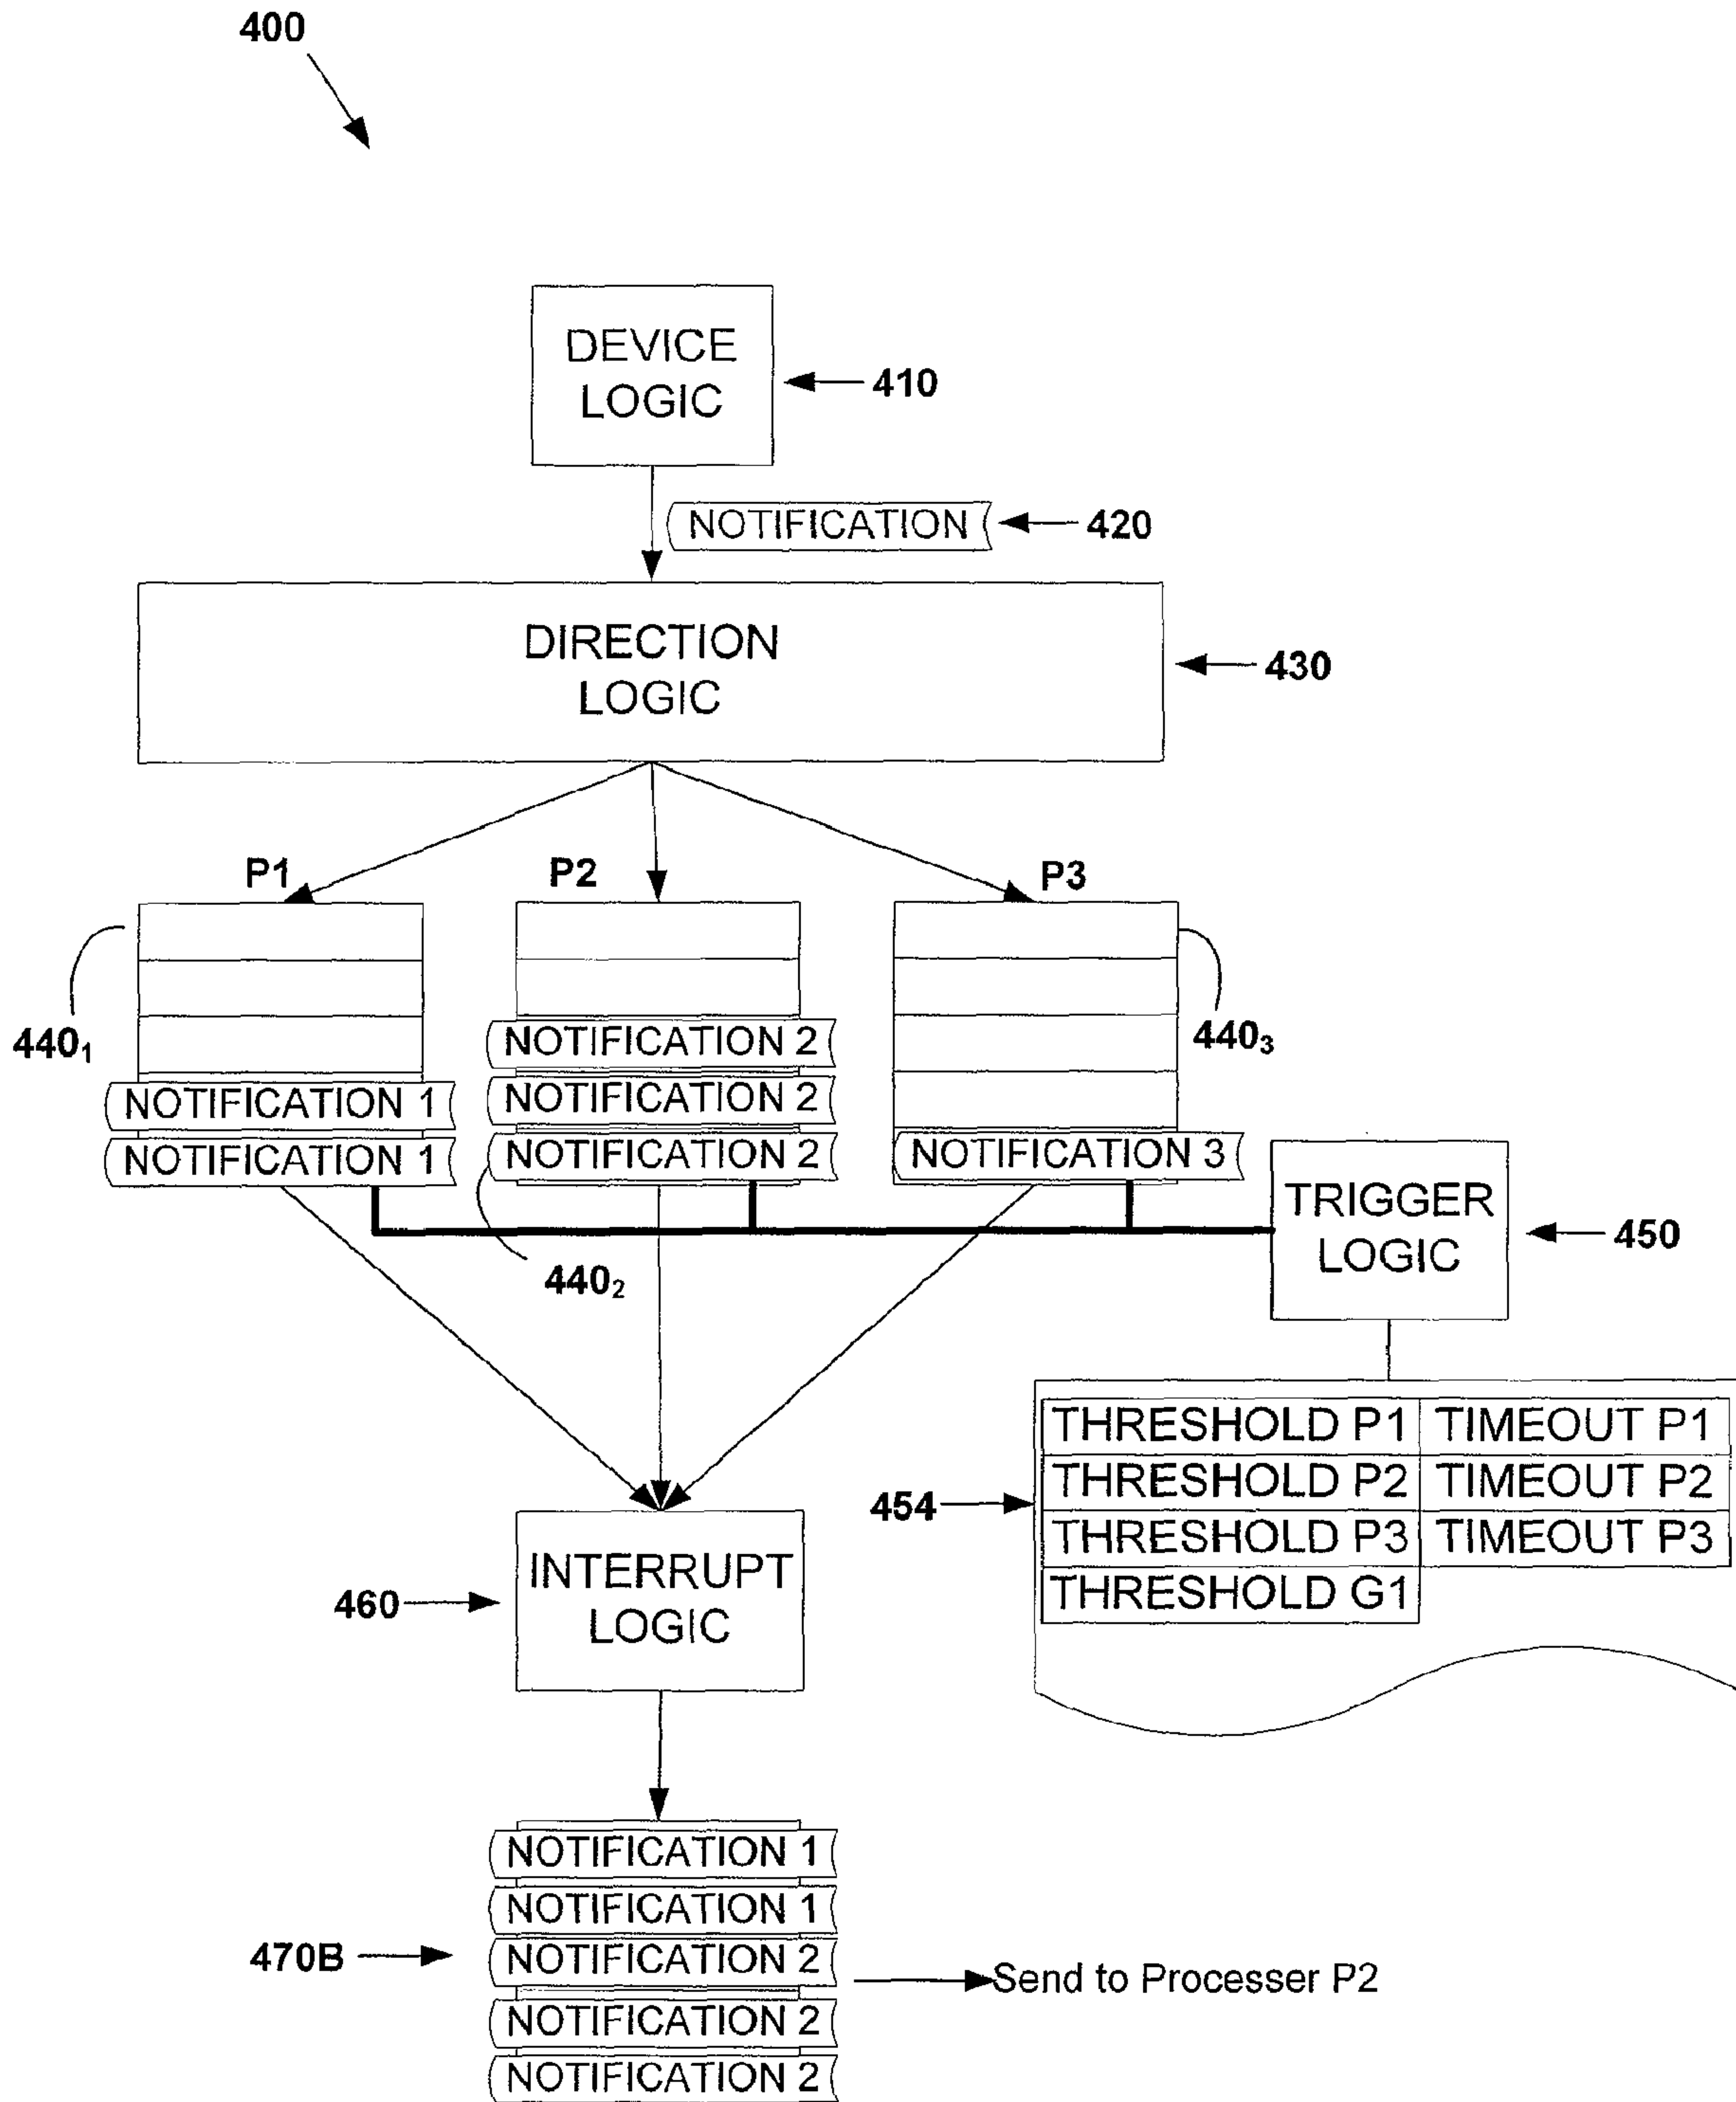 400
DEVICE
LOGIC
410
NOTIFICATION
420
DIRECTION
LOGIC
430
P1
P2
P3
440₁
440₃
NOTIFICATION 2
NOTIFICATION 1
NOTIFICATION 2
NOTIFICATION 1
NOTIFICATION 2
NOTIFICATION 3
440₂
TRIGGER
LOGIC
450
THRESHOLD P1 TIMEOUT P1
THRESHOLD P2 TIMEOUT P2
454
THRESHOLD P3 TIMEOUT P3
THRESHOLD G1
INTERRUPT
LOGIC
460
NOTIFICATION 1
NOTIFICATION 1
NOTIFICATION 2
470B
Send to Processer P2
NOTIFICATION 2
NOTIFICATION 2